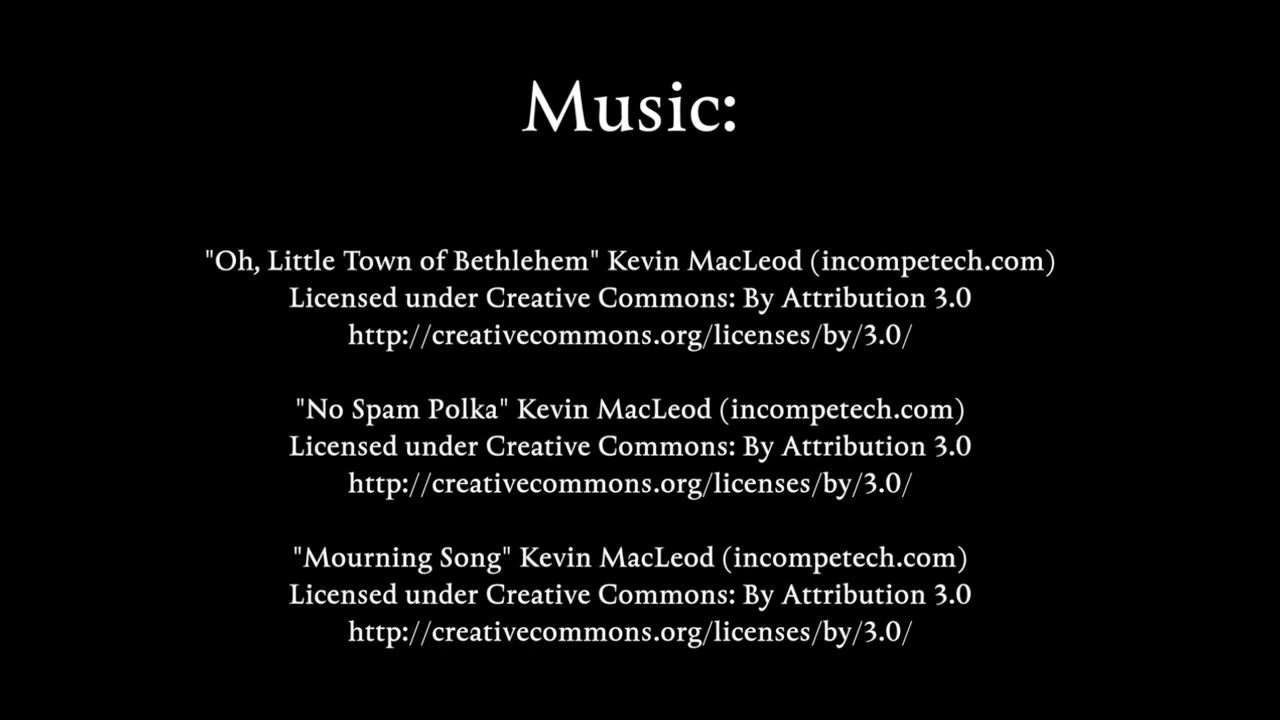 Music:
"Oh, Little Town of Bethlehem" Kevin MacLeod (incompetech.com)
Licensed under Creative Commons: By Attribution 3.0
http://creativecommons.org/licenses/by/3.0/
"No Spam Polka" Kevin MacLeod (incompetech.com)
Licensed under Creative Commons: By Attribution 3.0
http://creativecommons.org/licenses/by/3.0/
"Mourning Song" Kevin MacLeod (incompetech.com)
Licensed under Creative Commons: By Attribution 3.0
http://creativecommons.org/licenses/by/3.0/